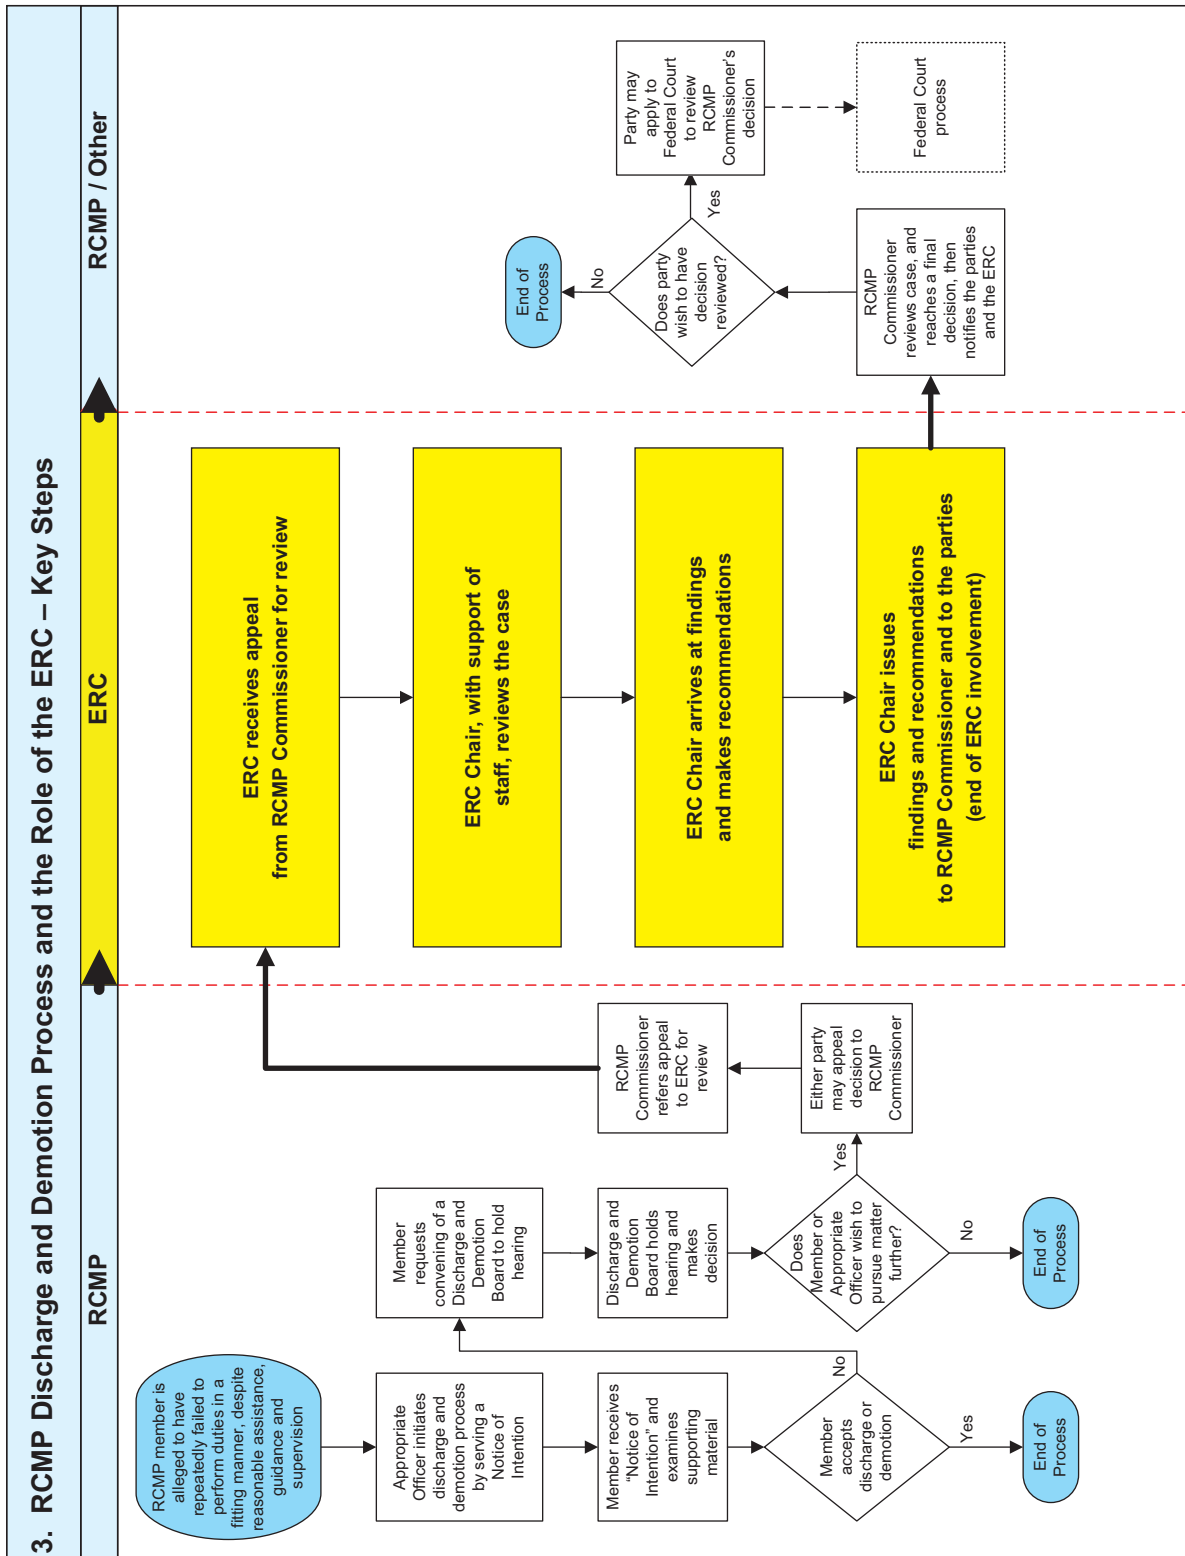 3. RCMP Discharge and Demotion Process and the Role of the ERC – Key Steps
RCMP
ERC
RCMP / Other
RCMP member is
alleged to have
repeatedly failed to
perform duties in a
fitting manner, despite
reasonable assistance,
guidance and
supervision
Appropriate
Officer initiates
discharge and
demotion process
by serving a
Notice of
Intention
Member receives
“Notice of
Intention” and
examines
supporting
material
Member
accepts
discharge or
demotion
Yes
End of
Process
No
Member
requests
convening of a
Discharge and
Demotion
Board to hold
hearing
Discharge and
Demotion
Board holds
hearing and
makes
decision
Does
Member or
Appropriate
Officer wish to
pursue matter
further?
No
End of
Process
Yes
Either party
may appeal
decision to
RCMP
Commissioner
RCMP
Commissioner
refers appeal
to ERC for
review
ERC receives appeal
from RCMP Commissioner for review
ERC Chair, with support of
staff, reviews the case
ERC Chair arrives at findings
and makes recommendations
ERC Chair issues
findings and recommendations
to RCMP Commissioner and to the parties
(end of ERC involvement)
RCMP
Commissioner
reviews case, and
reaches a final
decision, then
notifies the parties
and the ERC
Does party
wish to have
decision
reviewed?
No
End of
Process
Yes
Party may
apply to
Federal Court
to review
RCMP
Commissioner’s
decision
Federal Court
process